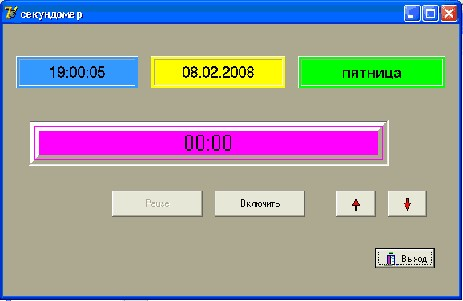 секундомер
19:00:05 08.02.2008 пятница
00:00
Pause Включить
Выход